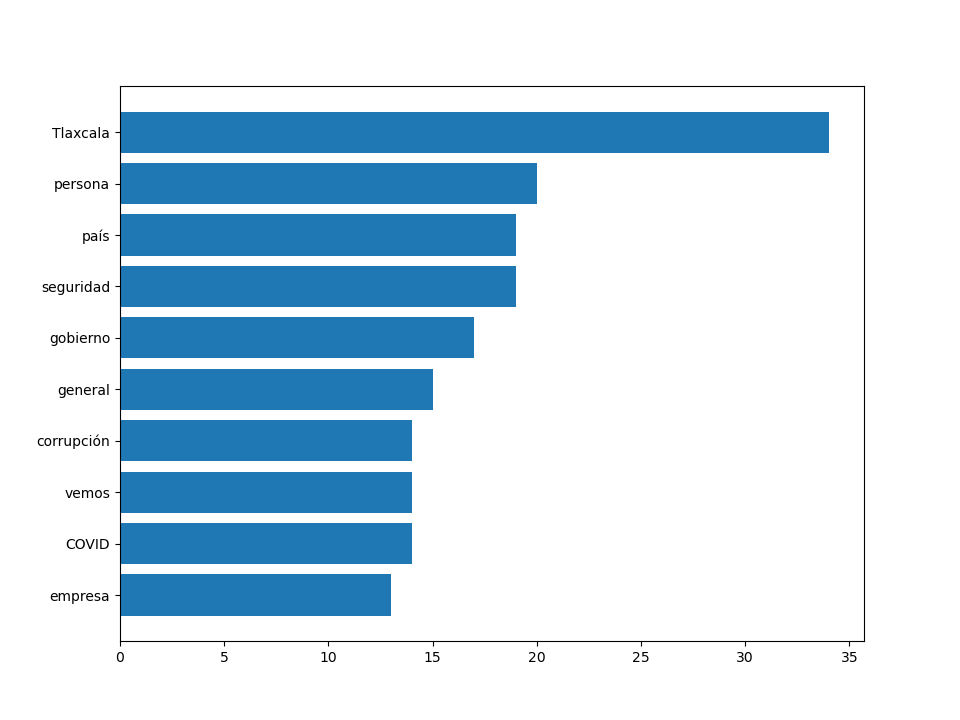 Tlaxcala
persona
país
seguridad
gobierno
general
corrupción
vemos
COVID
empresa
0 5 10 15 20 25 30 35